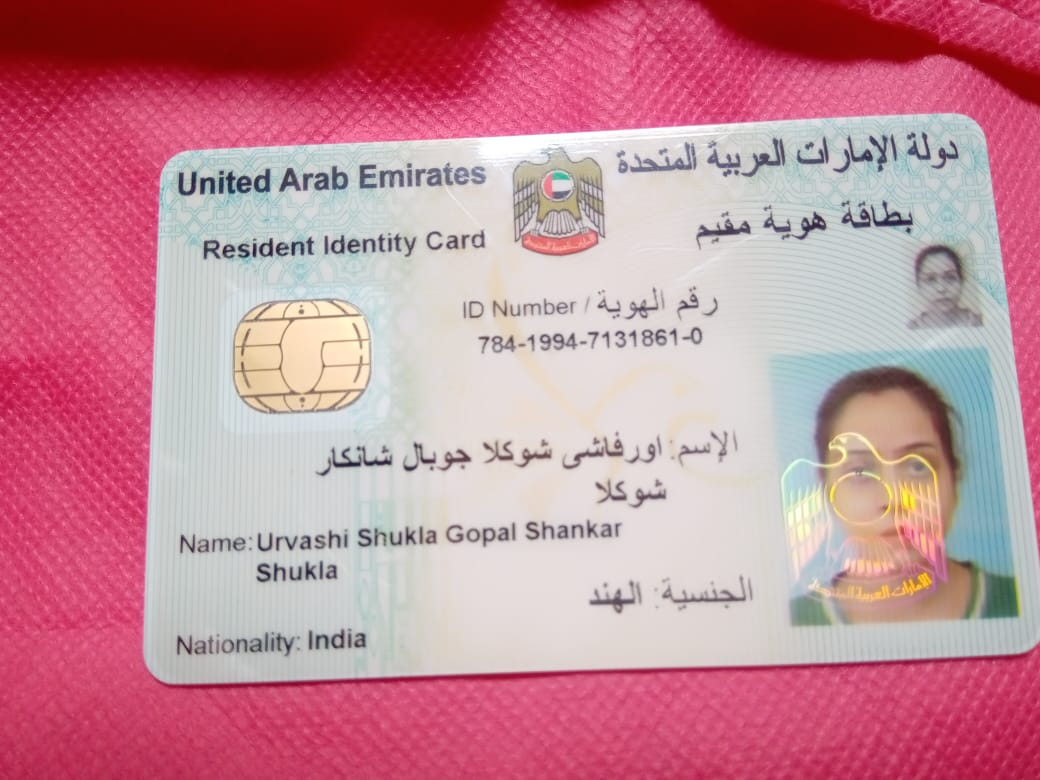 United Arab Emirates
دولة الإمارات العربية المتحدة
Resident Identity Card
بطاقة هوية مقيم
ID Number / رقم الهوية
784-1994-7131861-0
الإسم: اورفاشى شوكلا جوبال شانكار
شوكلا
Name: Urvashi Shukla Gopal Shankar
Shukla
الجنسية: الهند
Nationality: India